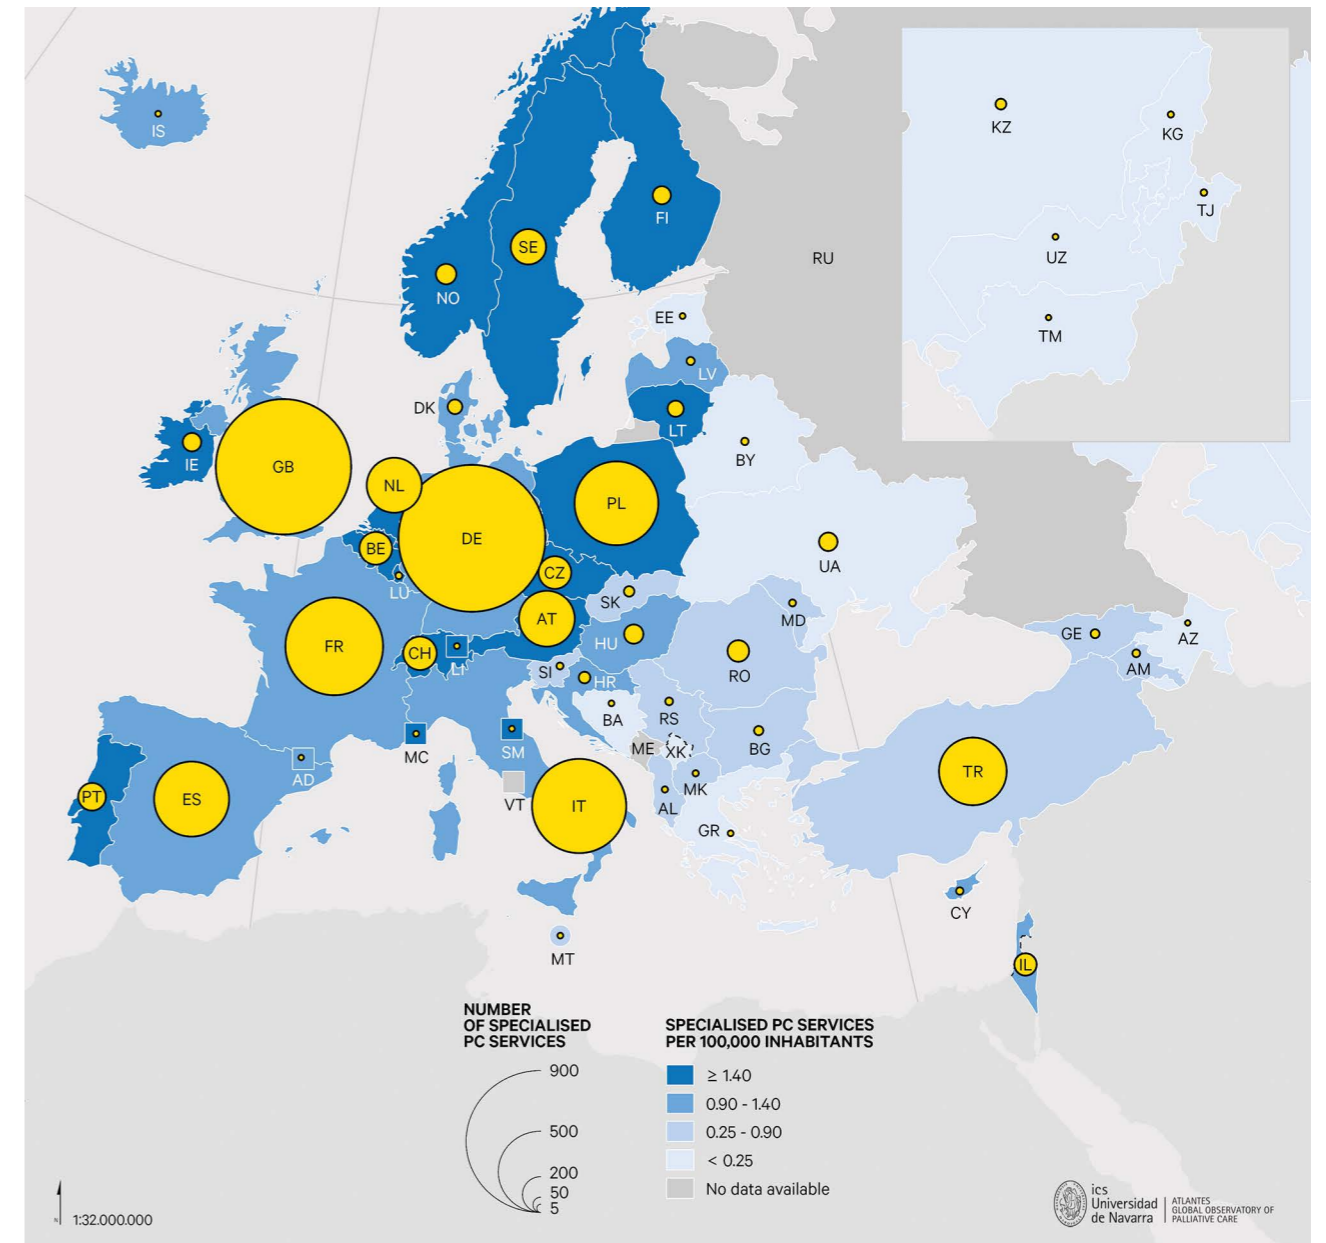 IS
KZ
KG
TJ
UZ
TM
FI
SE
NO
RU
EE
LV
DK
LT
IE
GB
NL
PL
BY
BE
DE
CZ
UA
LU
SK
MD
AT
FR
CH
LI
HU
SI
HR
RO
GE
AZ
AM
BA
RS
MC
SM
ME
XK
BG
AD
VT
MK
TR
PT
ES
IT
AL
GR
CY
MT
IL
NUMBER
OF SPECIALISED
PC SERVICES
900
500
200
50
5
SPECIALISED PC SERVICES
PER 100,000 INHABITANTS
≥ 1.40
0.90 - 1.40
0.25 - 0.90
< 0.25
No data available
N
1:32.000.000
ics
Universidad
de Navarra
ATLANTES
GLOBAL OBSERVATORY OF
PALLIATIVE CARE